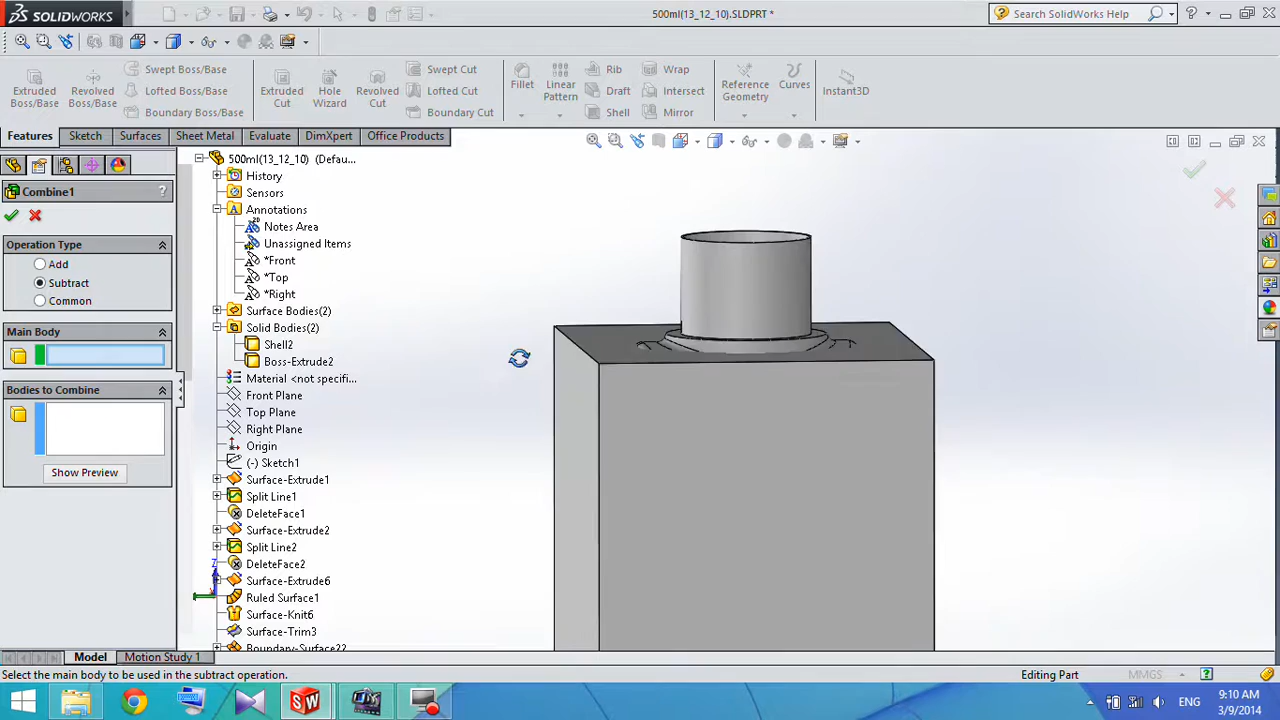 SOLIDWORKS
500ml(13_12_10).SLDPRT *
Search SolidWorks Help
?
Extruded Boss/Base
Revolved Boss/Base
Swept Boss/Base
Lofted Boss/Base
Boundary Boss/Base
Extruded Cut
Hole Wizard
Revolved Cut
Swept Cut
Lofted Cut
Boundary Cut
Fillet
Linear Pattern
Rib
Draft
Shell
Wrap
Intersect
Mirror
Reference Geometry
Curves
Instant3D
Features
Sketch
Surfaces
Sheet Metal
Evaluate
DimXpert
Office Products
Combine1
?
Operation Type
Add
Subtract
Common
Main Body
Bodies to Combine
Show Preview
500ml(13_12_10) (Defau...
History
Sensors
Annotations
Notes Area
Unassigned Items
*Front
*Top
*Right
Surface Bodies(2)
Solid Bodies(2)
Shell2
Boss-Extrude2
Material <not specifi...
Front Plane
Top Plane
Right Plane
Origin
(-) Sketch1
Surface-Extrude1
Split Line1
DeleteFace1
Surface-Extrude2
Split Line2
DeleteFace2
Surface-Extrude6
Ruled Surface1
Surface-Knit6
Surface-Trim3
Boundary-Surface22
Z
Model
Motion Study 1
Select the main body to be used in the subtract operation.
Editing Part
MMGS
?
SW
ENG
9:10 AM
3/9/2014